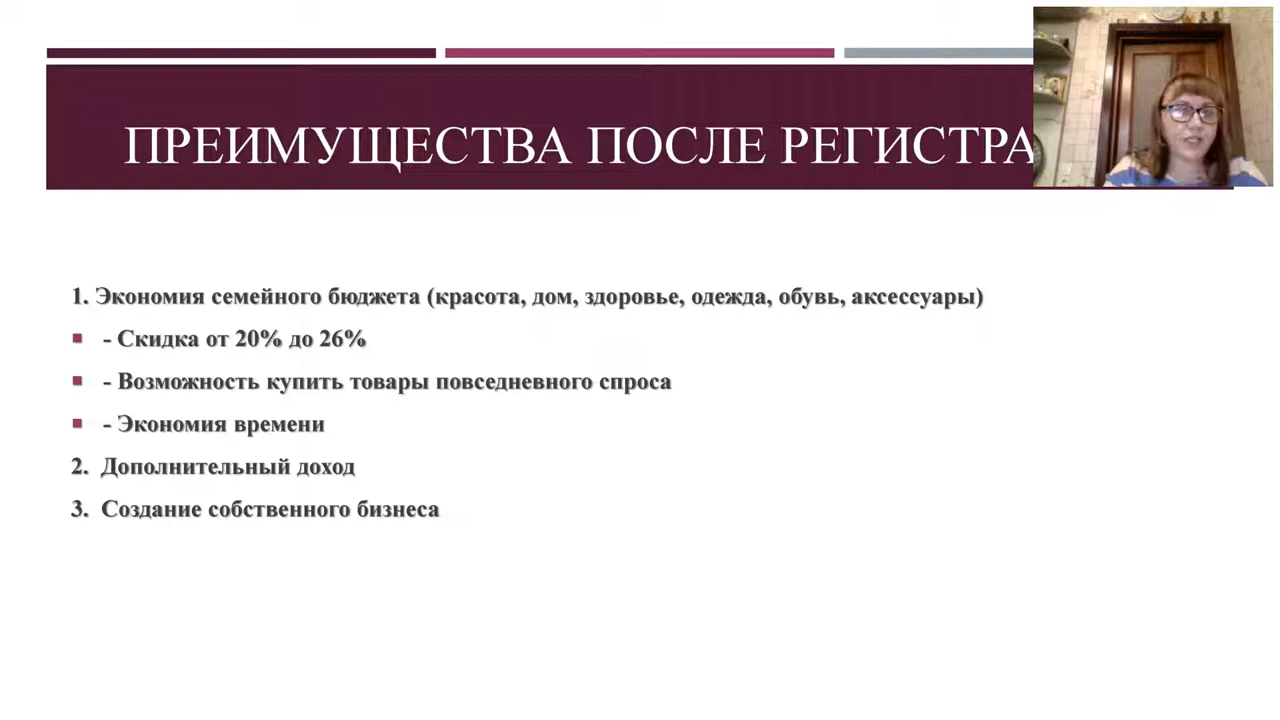 ПРЕИМУЩЕСТВА ПОСЛЕ РЕГИСТРА
1. Экономия семейного бюджета (красота, дом, здоровье, одежда, обувь, аксессуары)
- Скидка от 20% до 26%
- Возможность купить товары повседневного спроса
- Экономия времени
2. Дополнительный доход
3. Создание собственного бизнеса